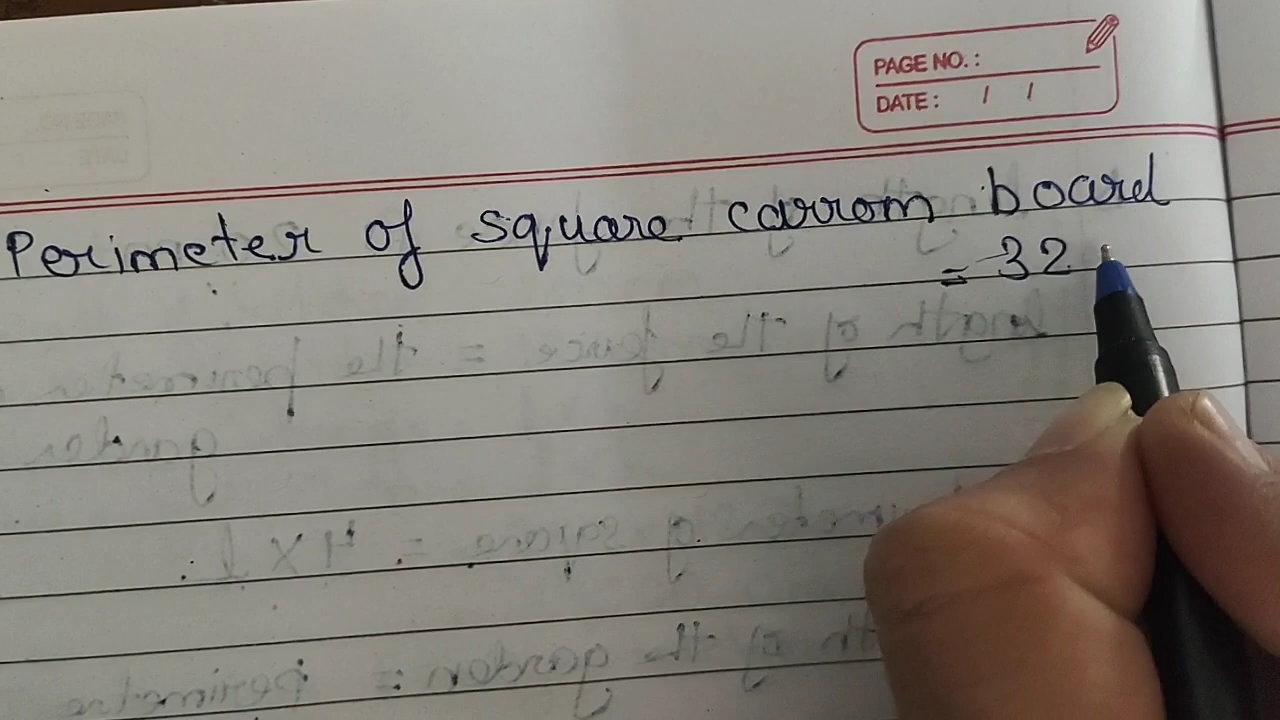 PAGE NO. :
DATE : / /
Perimeter of square carrom board
= 32